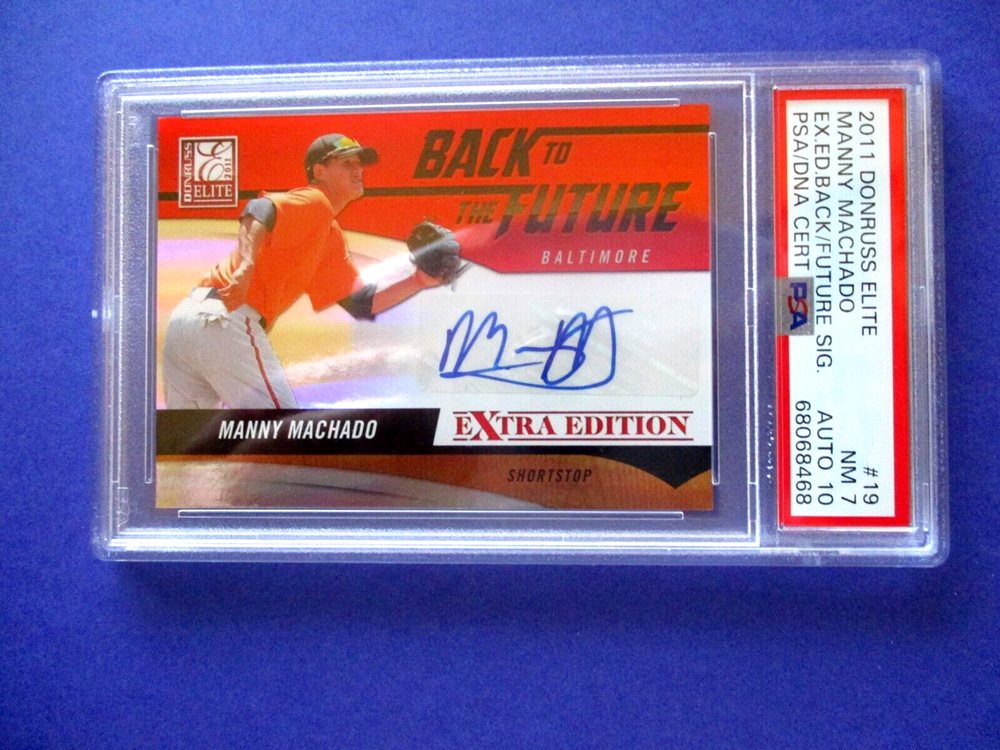 DONRUSS
2011
ELITE
BACK TO
THE FUTURE
BALTIMORE
MANNY MACHADO
EXTRA EDITION
SHORTSTOP
2011 DONRUSS ELITE #19
MANNY MACHADO NM 7
EX.ED.BACK/FUTURE SIG. AUTO 10
PSA/DNA CERT 68068468
PSA